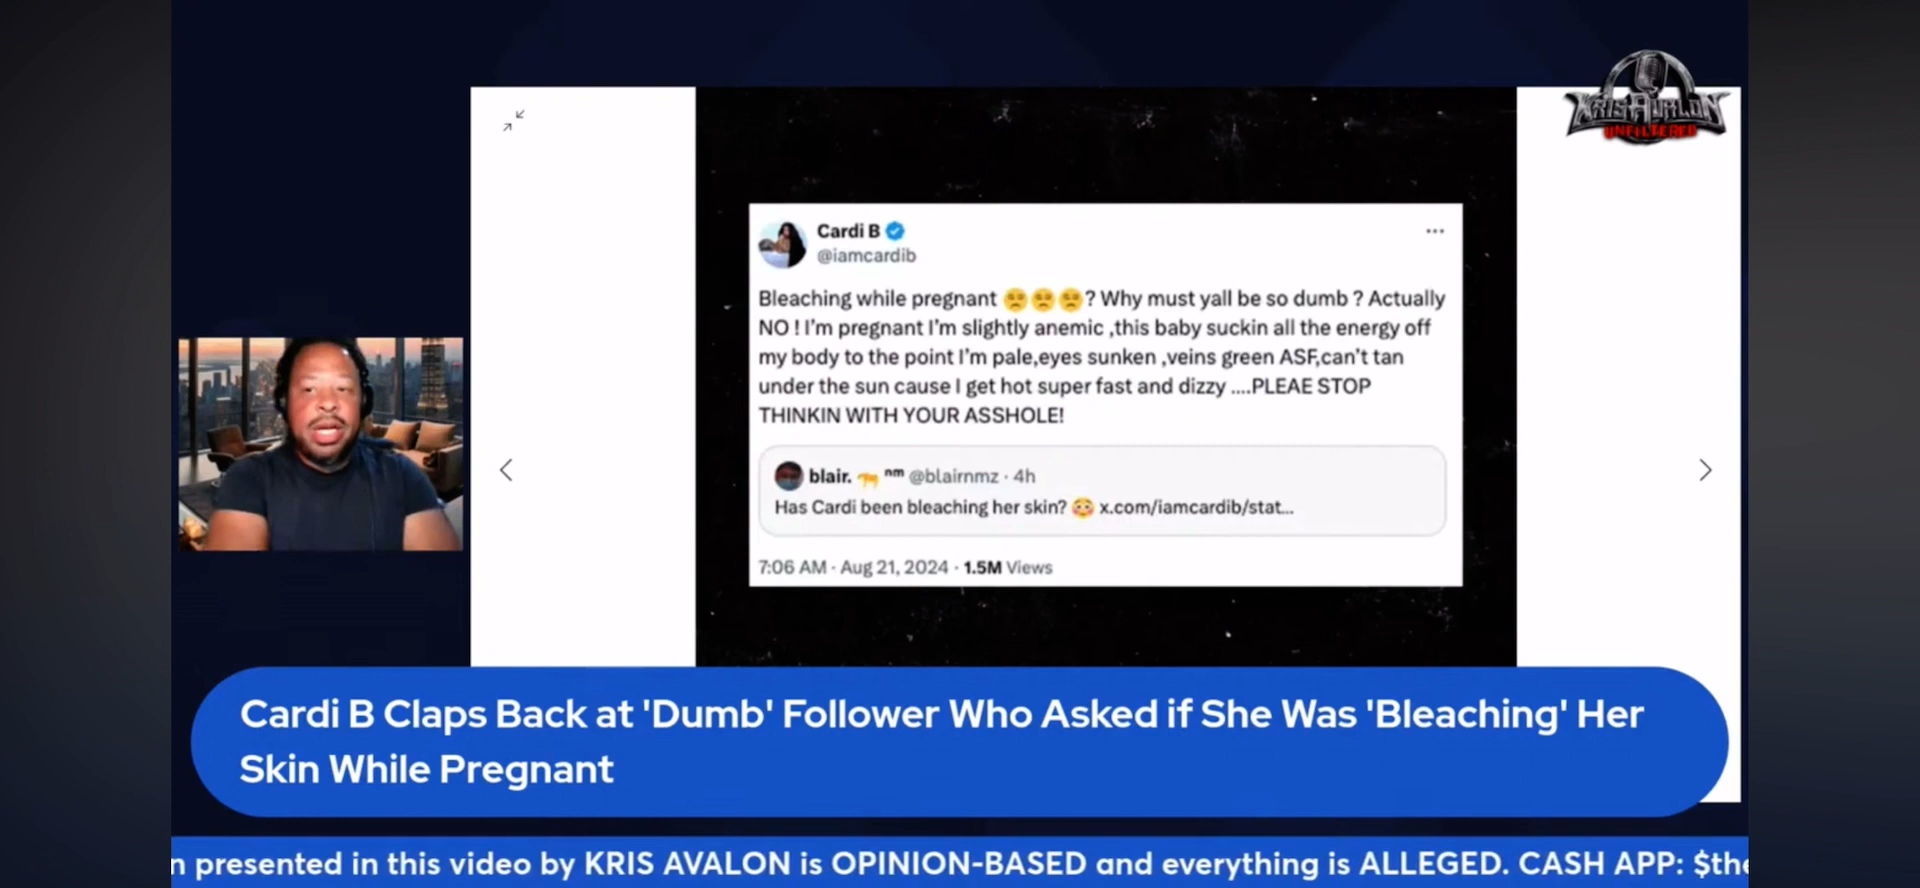 KRIS AVALON
UNFILTERED
Cardi B
@iamcardib
Bleaching while pregnant 😒😒😒? Why must yall be so dumb ? Actually
NO ! I'm pregnant I'm slightly anemic ,this baby suckin all the energy off
my body to the point I'm pale,eyes sunken ,veins green ASF,can't tan
under the sun cause I get hot super fast and dizzy ....PLEAE STOP
THINKIN WITH YOUR ASSHOLE!
blair. 🐆 ⁿᵐ @blairnmz · 4h
Has Cardi been bleaching her skin? 😳 x.com/iamcardib/stat...
7:06 AM · Aug 21, 2024 · 1.5M Views
Cardi B Claps Back at 'Dumb' Follower Who Asked if She Was 'Bleaching' Her
Skin While Pregnant
n presented in this video by KRIS AVALON is OPINION-BASED and everything is ALLEGED. CASH APP: $the